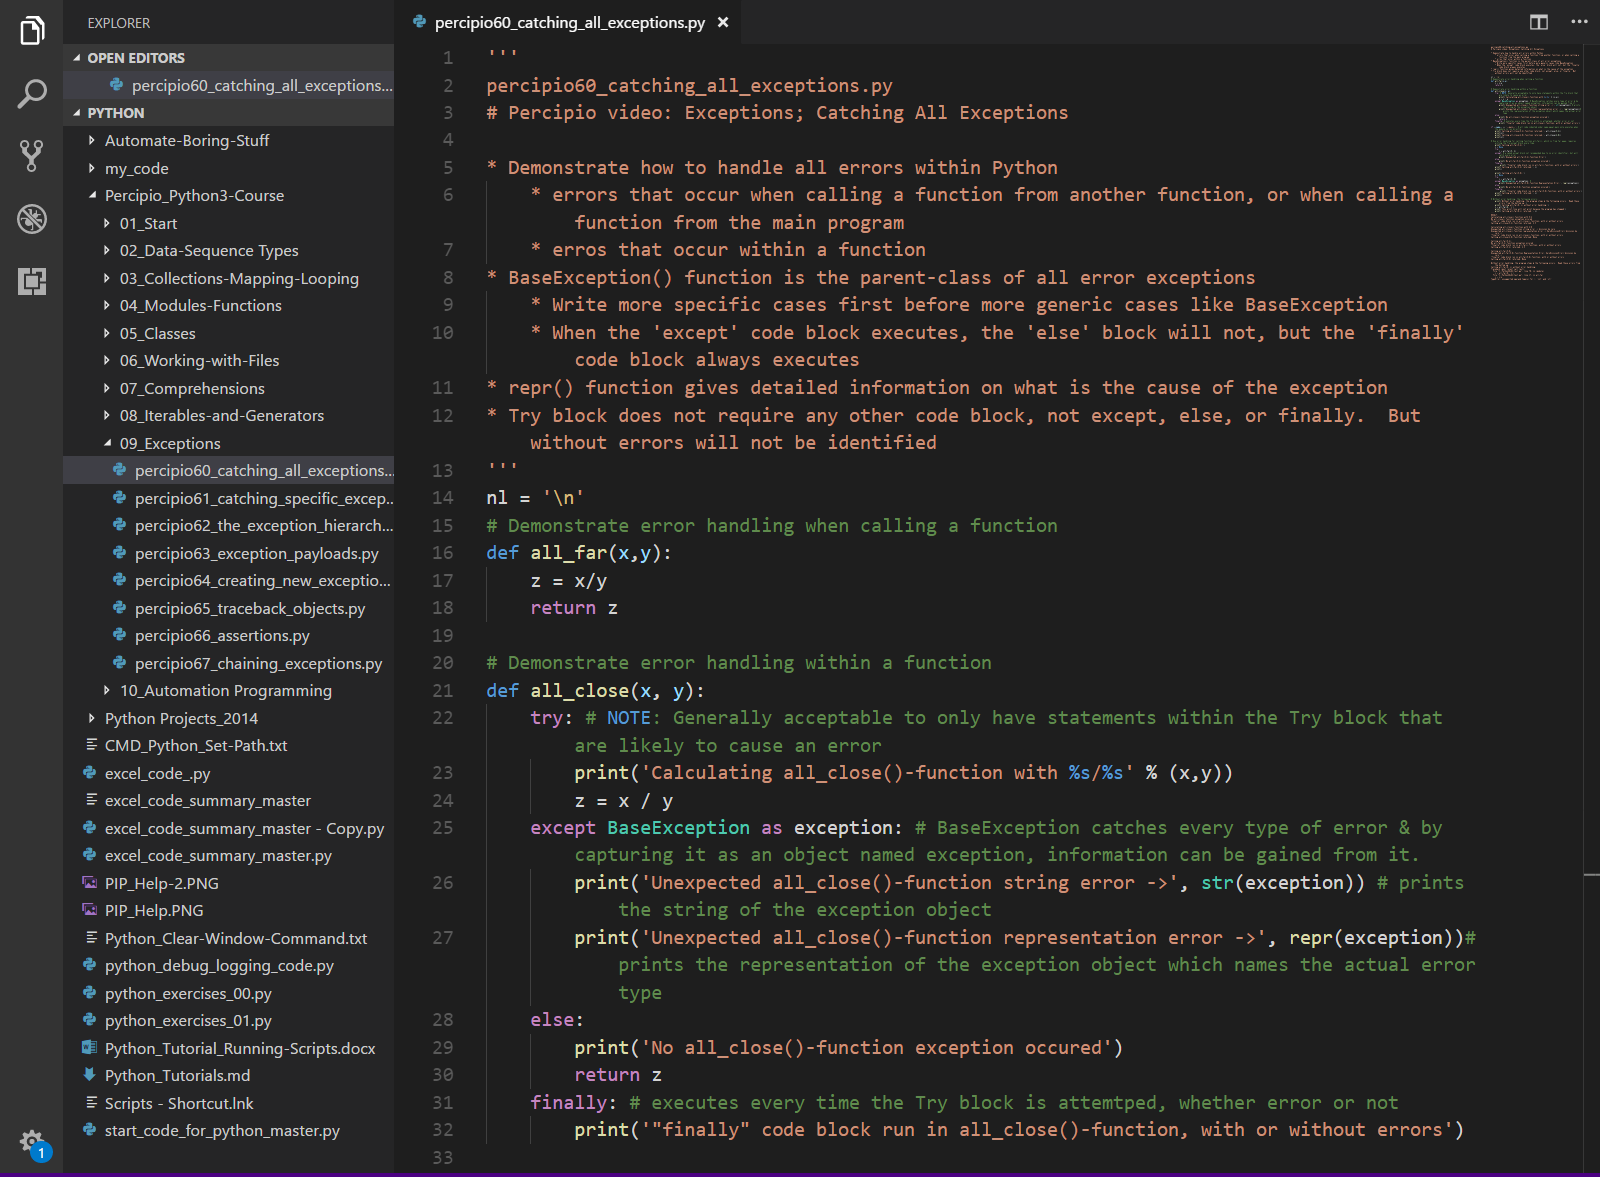 EXPLORER
OPEN EDITORS
percipio60_catching_all_exceptions...
PYTHON
Automate-Boring-Stuff
my_code
Percipio_Python3-Course
01_Start
02_Data-Sequence Types
03_Collections-Mapping-Looping
04_Modules-Functions
05_Classes
06_Working-with-Files
07_Comprehensions
08_Iterables-and-Generators
09_Exceptions
percipio60_catching_all_exceptions...
percipio61_catching_specific_excep...
percipio62_the_exception_hierarch...
percipio63_exception_payloads.py
percipio64_creating_new_exceptio...
percipio65_traceback_objects.py
percipio66_assertions.py
percipio67_chaining_exceptions.py
10_Automation Programming
Python Projects_2014
CMD_Python_Set-Path.txt
excel_code_.py
excel_code_summary_master
excel_code_summary_master - Copy.py
excel_code_summary_master.py
PIP_Help-2.PNG
PIP_Help.PNG
Python_Clear-Window-Command.txt
python_debug_logging_code.py
python_exercises_00.py
python_exercises_01.py
Python_Tutorial_Running-Scripts.docx
Python_Tutorials.md
Scripts - Shortcut.lnk
start_code_for_python_master.py
1
percipio60_catching_all_exceptions.py
1 '''
2 percipio60_catching_all_exceptions.py
3 # Percipio video: Exceptions; Catching All Exceptions
4
5 * Demonstrate how to handle all errors within Python
6 * errors that occur when calling a function from another function, or when calling a
function from the main program
7 * erros that occur within a function
8 * BaseException() function is the parent-class of all error exceptions
9 * Write more specific cases first before more generic cases like BaseException
10 * When the 'except' code block executes, the 'else' block will not, but the 'finally'
code block always executes
11 * repr() function gives detailed information on what is the cause of the exception
12 * Try block does not require any other code block, not except, else, or finally.  But
without errors will not be identified
13 '''
14 nl = '\n'
15 # Demonstrate error handling when calling a function
16 def all_far(x,y):
17 z = x/y
18 return z
19
20 # Demonstrate error handling within a function
21 def all_close(x, y):
22 try: # NOTE: Generally acceptable to only have statements within the Try block that
are likely to cause an error
23 print('Calculating all_close()-function with %s/%s' % (x,y))
24 z = x / y
25 except BaseException as exception: # BaseException catches every type of error & by
capturing it as an object named exception, information can be gained from it.
26 print('Unexpected all_close()-function string error ->', str(exception)) # prints
the string of the exception object
27 print('Unexpected all_close()-function representation error ->', repr(exception))#
prints the representation of the exception object which names the actual error
type
28 else:
29 print('No all_close()-function exception occured')
30 return z
31 finally: # executes every time the Try block is attemtped, whether error or not
32 print('"finally" code block run in all_close()-function, with or without errors')
33